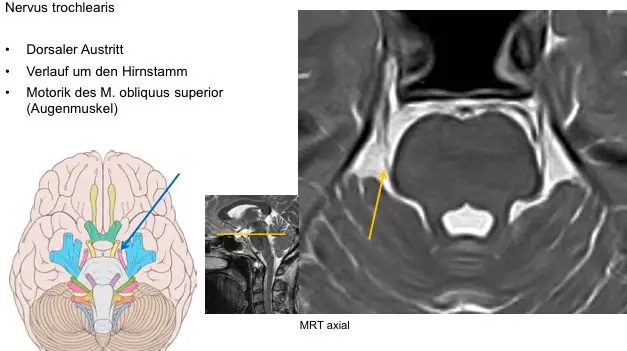 Nervus trochlearis
• Dorsaler Austritt
• Verlauf um den Hirnstamm
• Motorik des M. obliquus superior
(Augenmuskel)
MRT axial